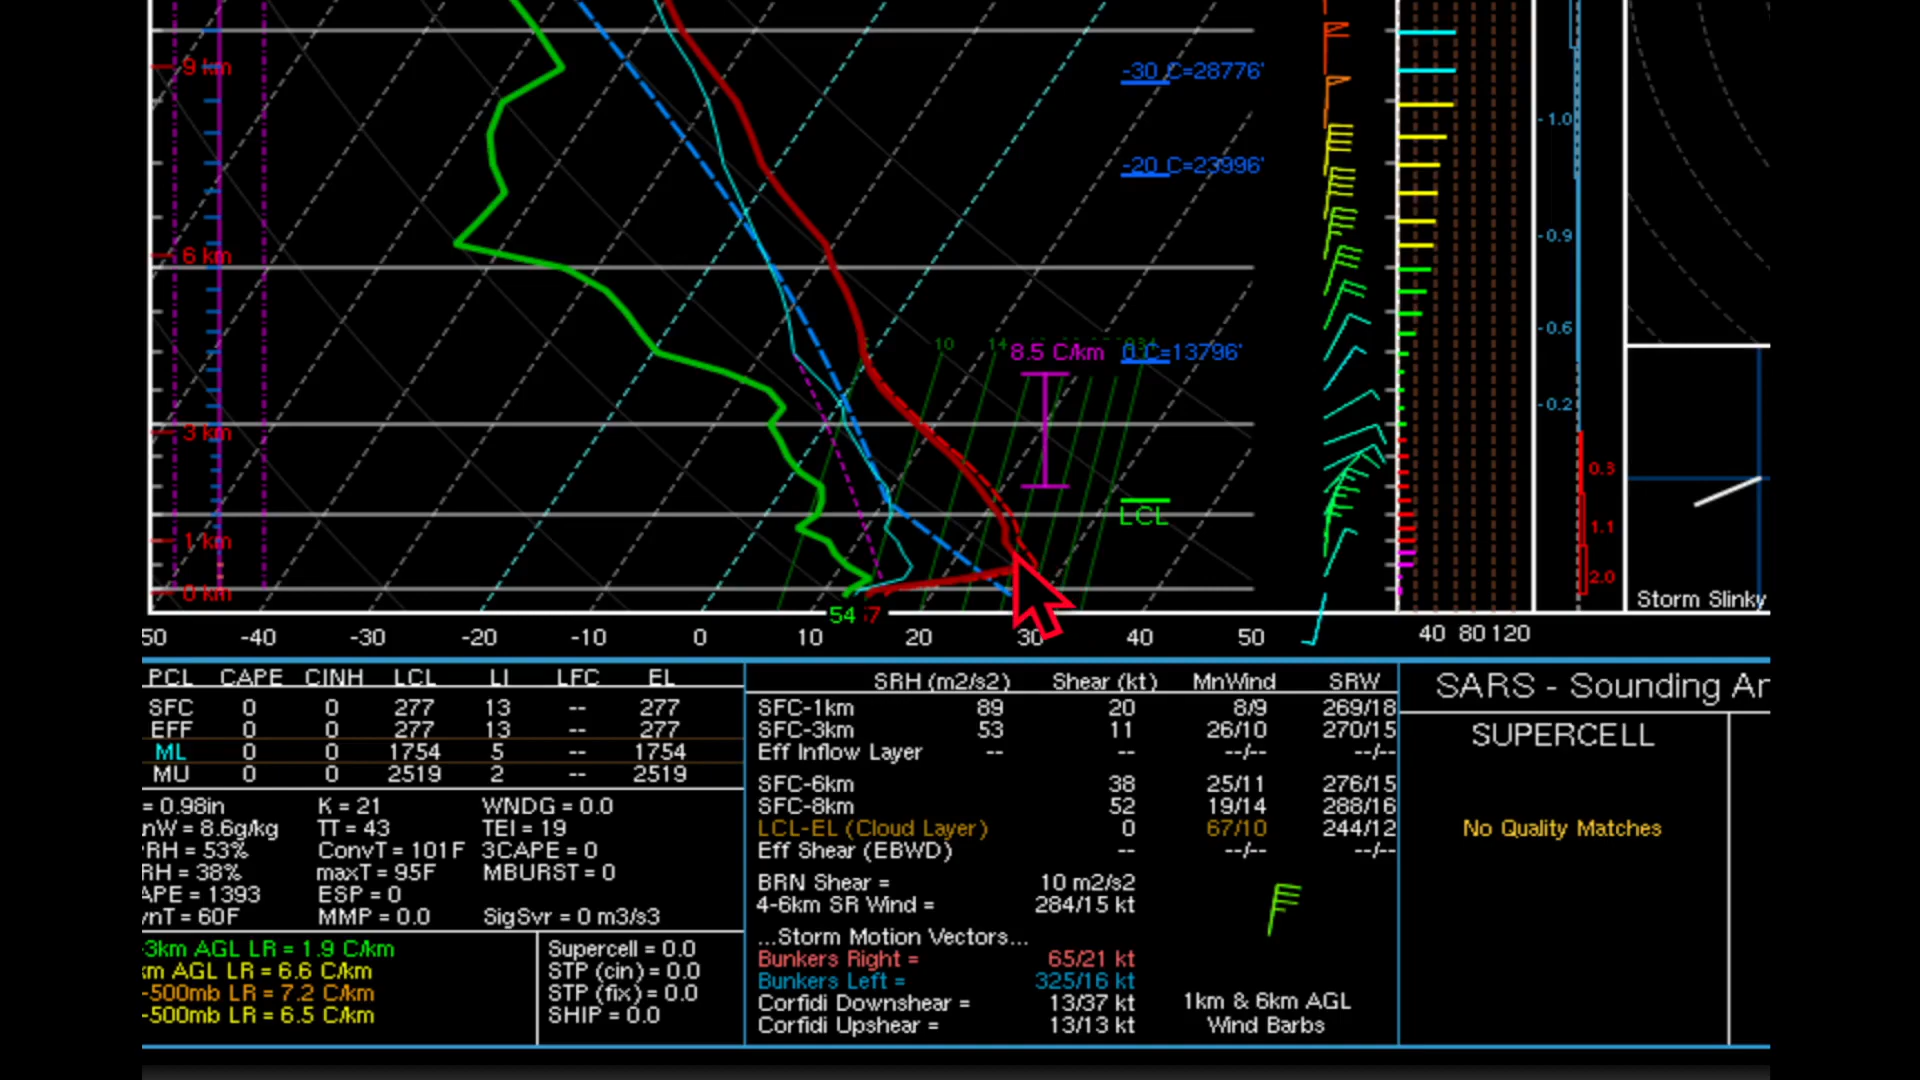 9 km
6 km
3 km
1 km
0 km
-30 C=28776'
-20 C=23996'
0 C=13796'
8.5 C/km
10 14
LCL
54
1.0
0.9
0.6
0.2
0.3
1.1
2.0
Storm Slinky
50 -40 -30 -20 -10 0 10 20 30 40 50
40 80 120
PCL CAPE CINH LCL LI LFC EL
SFC 0 0 277 13 -- 277
EFF 0 0 277 13 -- 277
ML 0 0 1754 5 -- 1754
MU 0 0 2519 2 -- 2519
= 0.98in K = 21 WNDG = 0.0
nW = 8.6g/kg TT = 43 TEI = 19
RH = 53% ConvT = 101F 3CAPE = 0
RH = 38% maxT = 95F MBURST = 0
APE = 1393 ESP = 0
vnT = 60F MMP = 0.0 SigSvr = 0 m3/s3
-3km AGL LR = 1.9 C/km
km AGL LR = 6.6 C/km
-500mb LR = 7.2 C/km
-500mb LR = 6.5 C/km
Supercell = 0.0
STP (cin) = 0.0
STP (fix) = 0.0
SHIP = 0.0
SRH (m2/s2) Shear (kt) MnWind SRW
SFC-1km 89 20 8/9 269/18
SFC-3km 53 11 26/10 270/15
Eff Inflow Layer -- -- --/-- --/--
SFC-6km 38 25/11 276/15
SFC-8km 52 19/14 288/16
LCL-EL (Cloud Layer) 0 67/10 244/12
Eff Shear (EBWD) -- --/-- --/--
BRN Shear = 10 m2/s2
4-6km SR Wind = 284/15 kt
...Storm Motion Vectors...
Bunkers Right = 65/21 kt
Bunkers Left = 325/16 kt
Corfidi Downshear = 13/37 kt
Corfidi Upshear = 13/13 kt
1km & 6km AGL
Wind Barbs
SARS - Sounding Ar
SUPERCELL
No Quality Matches